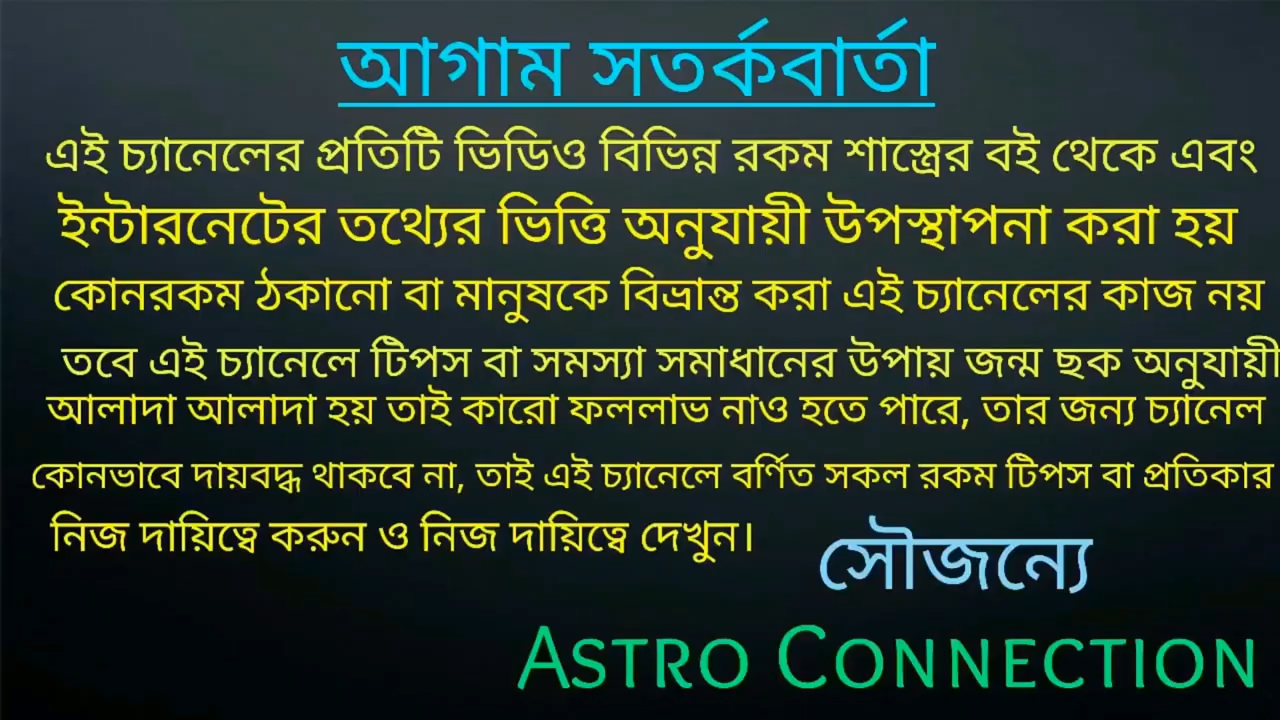 আগাম সতর্কবার্তা
এই চ্যানেলের প্রতিটি ভিডিও বিভিন্ন রকম শাস্ত্রের বই থেকে এবং
ইন্টারনেটের তথ্যের ভিত্তি অনুযায়ী উপস্থাপনা করা হয়
কোনরকম ঠকানো বা মানুষকে বিভ্রান্ত করা এই চ্যানেলের কাজ নয়
তবে এই চ্যানেলে টিপস বা সমস্যা সমাধানের উপায় জন্ম ছক অনুযায়ী
আলাদা আলাদা হয় তাই কারো ফললাভ নাও হতে পারে, তার জন্য চ্যানেল
কোনভাবে দায়বদ্ধ থাকবে না, তাই এই চ্যানেলে বর্ণিত সকল রকম টিপস বা প্রতিকার
নিজ দায়িত্বে করুন ও নিজ দায়িত্বে দেখুন।
সৌজন্যে
ASTRO CONNECTION